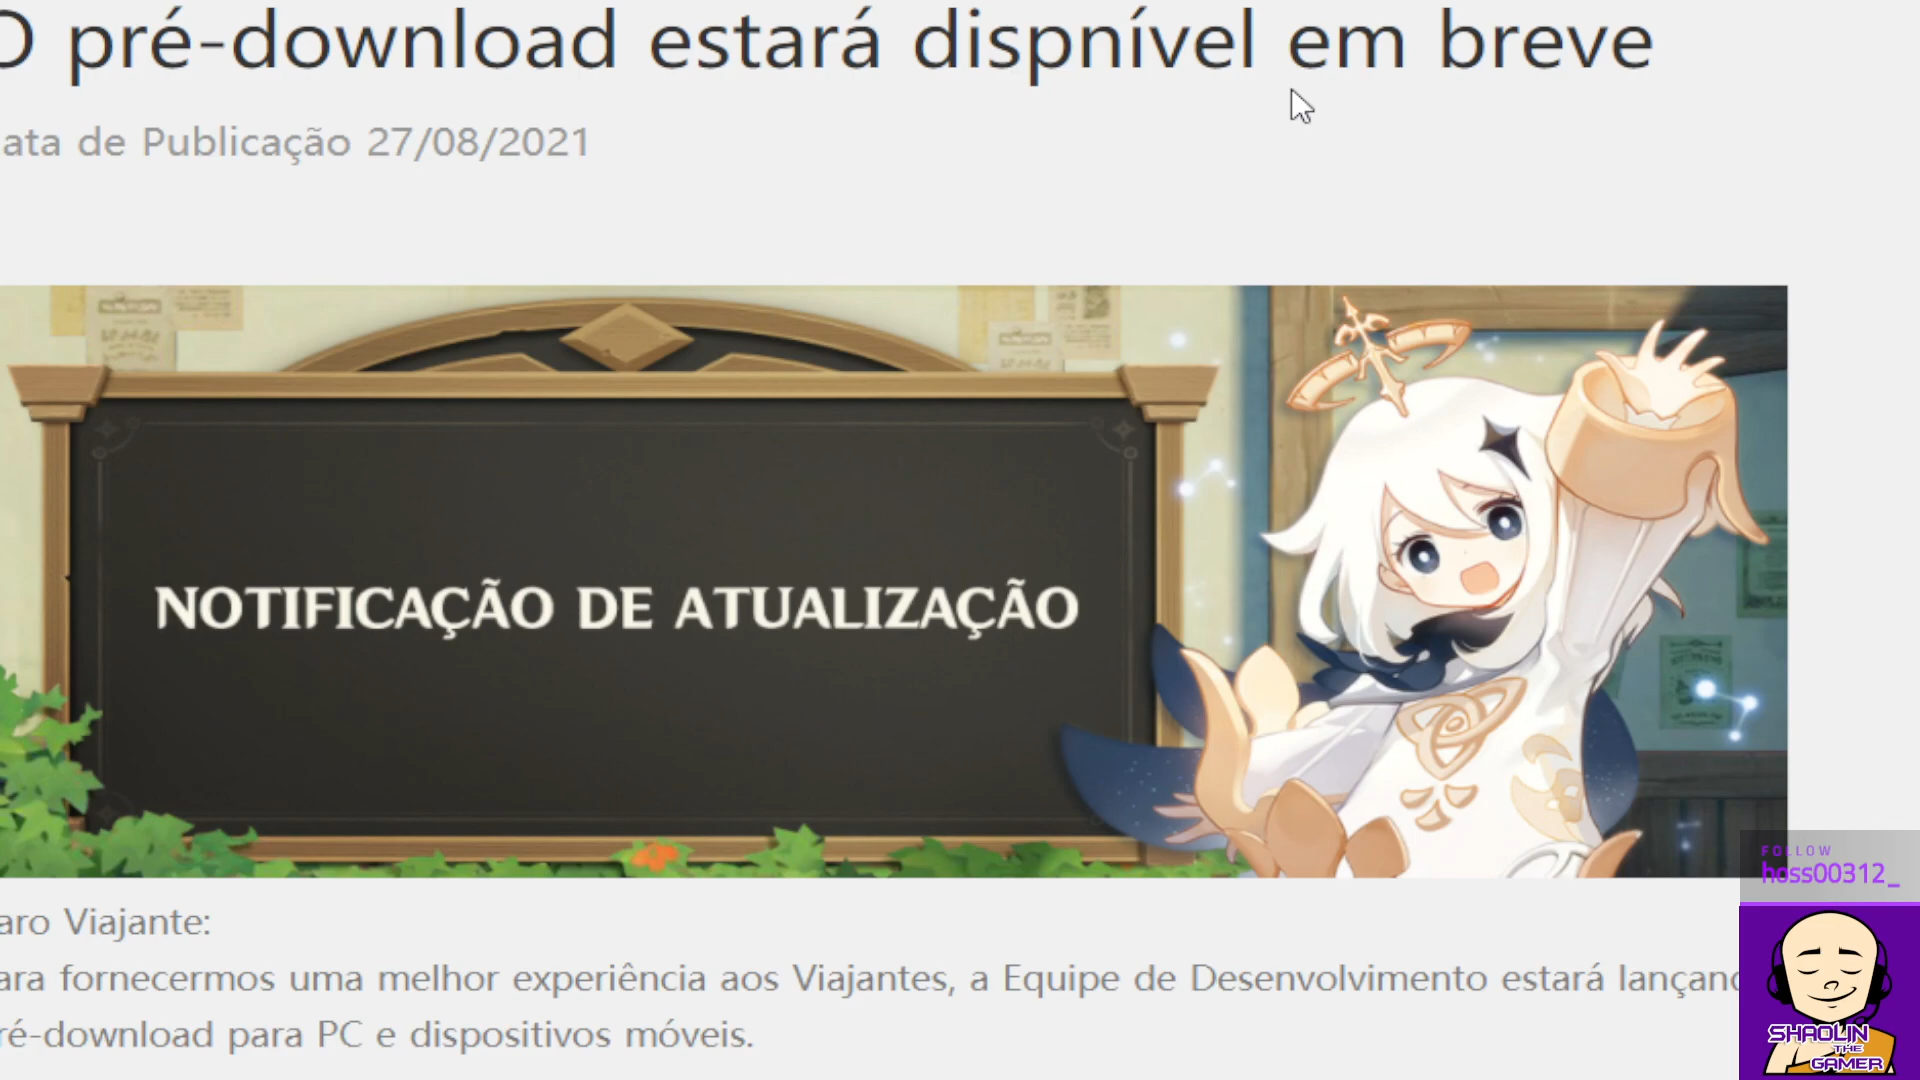 O pré-download estará dispnível em breve
ata de Publicação 27/08/2021
NOTIFICAÇÃO DE ATUALIZAÇÃO
aro Viajante:
ara fornecermos uma melhor experiência aos Viajantes, a Equipe de Desenvolvimento estará lançand
ré-download para PC e dispositivos móveis.
FOLLOW
hoss00312_
SHAOLIN
THE
GAMER